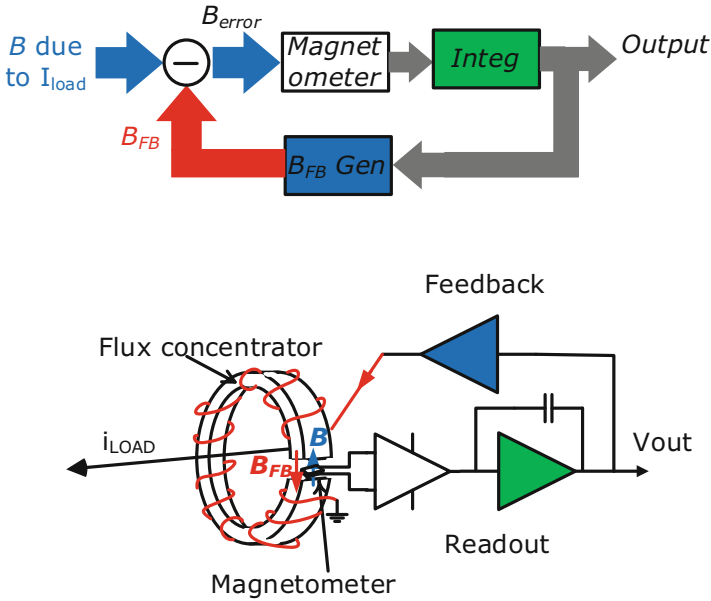 B_error
B due
to I_load
Magnet
ometer
Integ
Output
B_FB
B_FB Gen
Feedback
Flux concentrator
i_LOAD
B
B_FB
Vout
Readout
Magnetometer